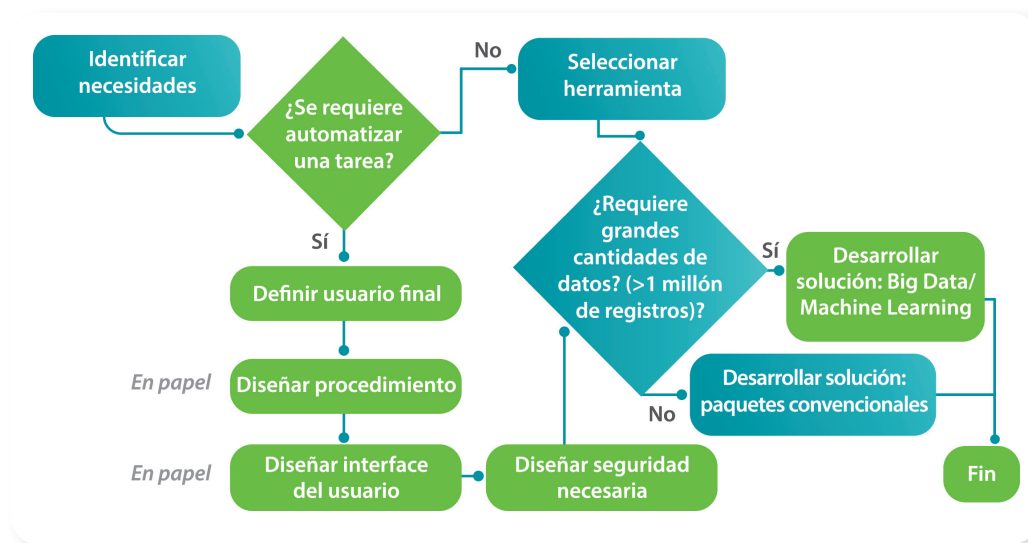 Identificar
necesidades
¿Se requiere
automatizar
una tarea?
No
Seleccionar
herramienta
Sí
Definir usuario final
En papel
Diseñar procedimiento
En papel
Diseñar interface
del usuario
Diseñar seguridad
necesaria
¿Requiere
grandes
cantidades de
datos? (>1 millón
de registros)?
Sí
Desarrollar
solución: Big Data/
Machine Learning
No
Desarrollar solución:
paquetes convencionales
Fin